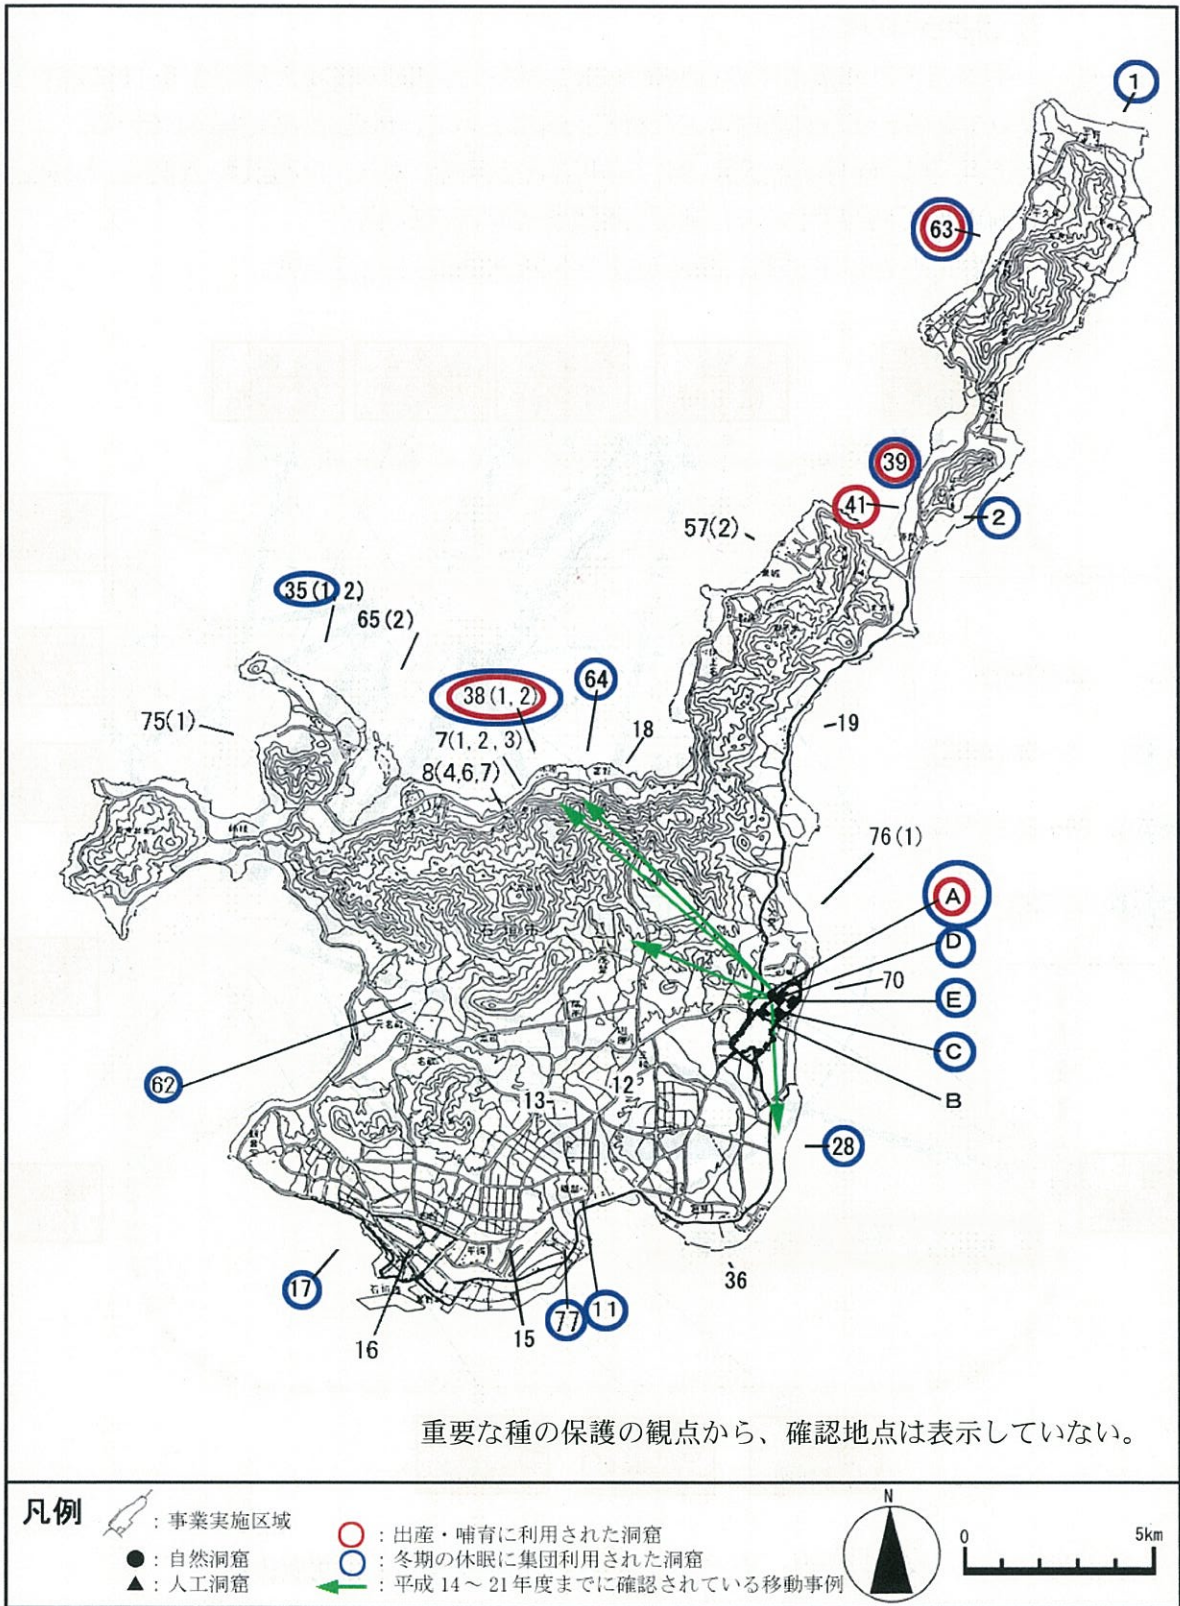 1
63
39
41
2
57(2)
35(1, 2)
65(2)
64
38(1, 2)
75(1)
7(1, 2, 3)
18
19
8(4,6,7)
76(1)
A
D
石垣市
70
E
C
62
12
B
13
28
17
36
11
77
15
16
重要な種の保護の観点から、確認地点は表示していない。
凡例
: 事業実施区域
: 自然洞窟
: 人工洞窟
: 出産・哺育に利用された洞窟
: 冬期の休眠に集団利用された洞窟
: 平成 14～21年度までに確認されている移動事例
N
0 5km